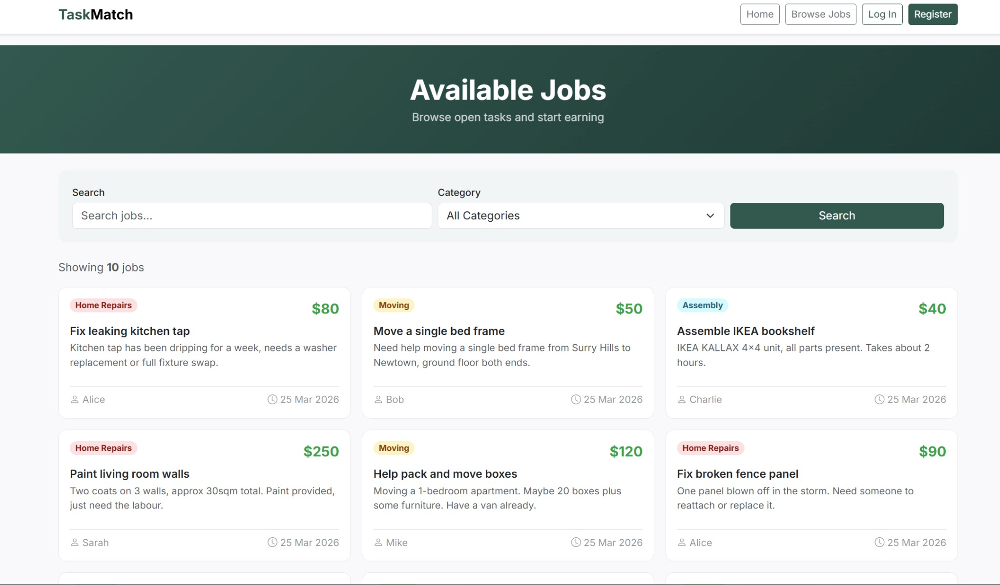 TaskMatch
Home
Browse Jobs
Log In
Register
Available Jobs
Browse open tasks and start earning
Search
Category
Search jobs...
All Categories
Search
Showing 10 jobs
Home Repairs
$80
Fix leaking kitchen tap
Kitchen tap has been dripping for a week, needs a washer
replacement or full fixture swap.
Alice
25 Mar 2026
Moving
$50
Move a single bed frame
Need help moving a single bed frame from Surry Hills to
Newtown, ground floor both ends.
Bob
25 Mar 2026
Assembly
$40
Assemble IKEA bookshelf
IKEA KALLAX 4×4 unit, all parts present. Takes about 2
hours.
Charlie
25 Mar 2026
Home Repairs
$250
Paint living room walls
Two coats on 3 walls, approx 30sqm total. Paint provided,
just need the labour.
Sarah
25 Mar 2026
Moving
$120
Help pack and move boxes
Moving a 1-bedroom apartment. Maybe 20 boxes plus
some furniture. Have a van already.
Mike
25 Mar 2026
Home Repairs
$90
Fix broken fence panel
One panel blown off in the storm. Need someone to
reattach or replace it.
Alice
25 Mar 2026